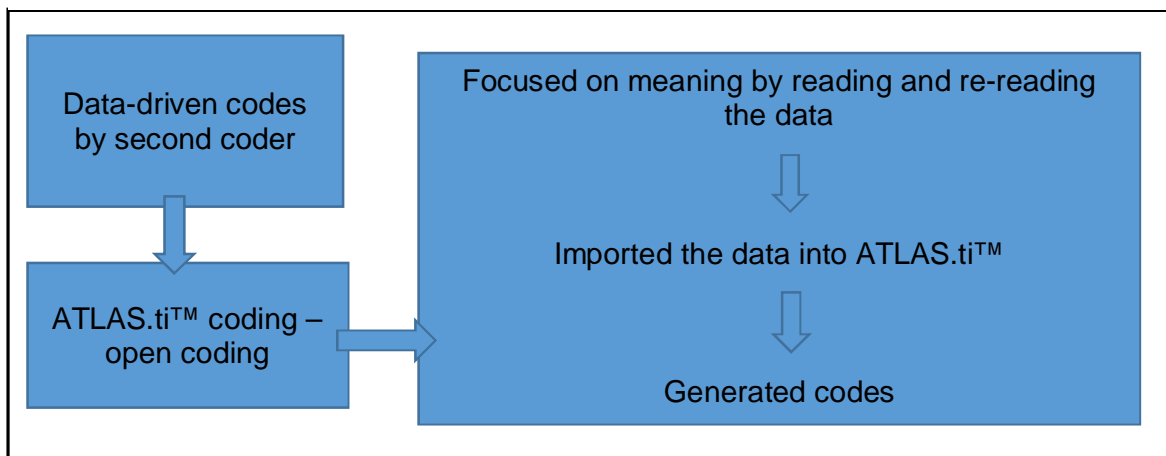 Data-driven codes
by second coder
ATLAS.ti™ coding –
open coding
Focused on meaning by reading and re-reading
the data
Imported the data into ATLAS.ti™
Generated codes